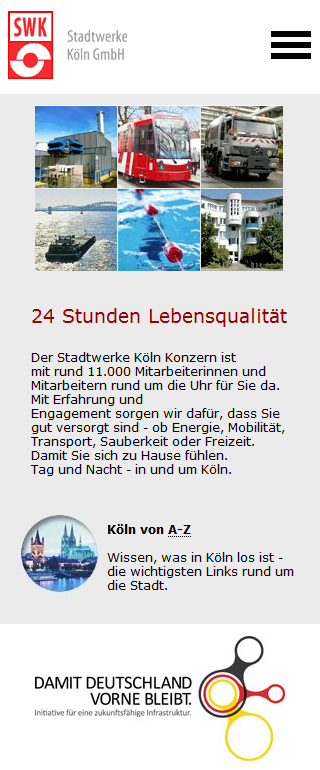 SWK
Stadtwerke
Köln GmbH
24 Stunden Lebensqualität
Der Stadtwerke Köln Konzern ist
mit rund 11.000 Mitarbeiterinnen und
Mitarbeitern rund um die Uhr für Sie da.
Mit Erfahrung und
Engagement sorgen wir dafür, dass Sie
gut versorgt sind - ob Energie, Mobilität,
Transport, Sauberkeit oder Freizeit.
Damit Sie sich zu Hause fühlen.
Tag und Nacht - in und um Köln.
Köln von A-Z
Wissen, was in Köln los ist -
die wichtigsten Links rund um
die Stadt.
DAMIT DEUTSCHLAND
VORNE BLEIBT.
Initiative für eine zukunftsfähige Infrastruktur.